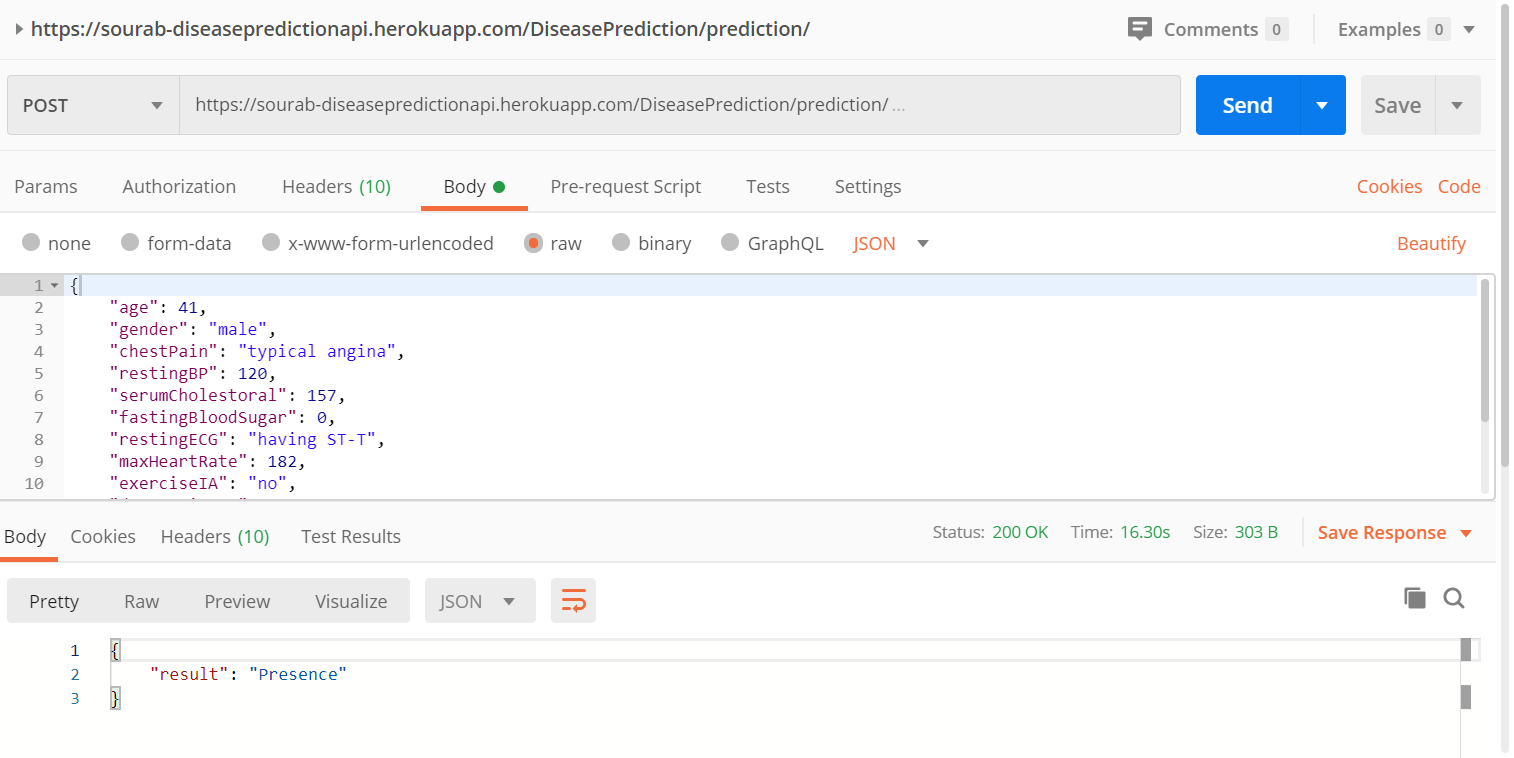 https://sourab-diseasepredictionapi.herokuapp.com/DiseasePrediction/prediction/ Comments 0 Examples 0
POST https://sourab-diseasepredictionapi.herokuapp.com/DiseasePrediction/prediction/ ... Send Save
Params Authorization Headers (10) Body Pre-request Script Tests Settings Cookies Code
none form-data x-www-form-urlencoded raw binary GraphQL JSON Beautify
1 {
2 "age": 41,
3 "gender": "male",
4 "chestPain": "typical angina",
5 "restingBP": 120,
6 "serumCholestoral": 157,
7 "fastingBloodSugar": 0,
8 "restingECG": "having ST-T",
9 "maxHeartRate": 182,
10 "exerciseIA": "no",
Body Cookies Headers (10) Test Results Status: 200 OK Time: 16.30s Size: 303 B Save Response
Pretty Raw Preview Visualize JSON
1 {
2 "result": "Presence"
3 }